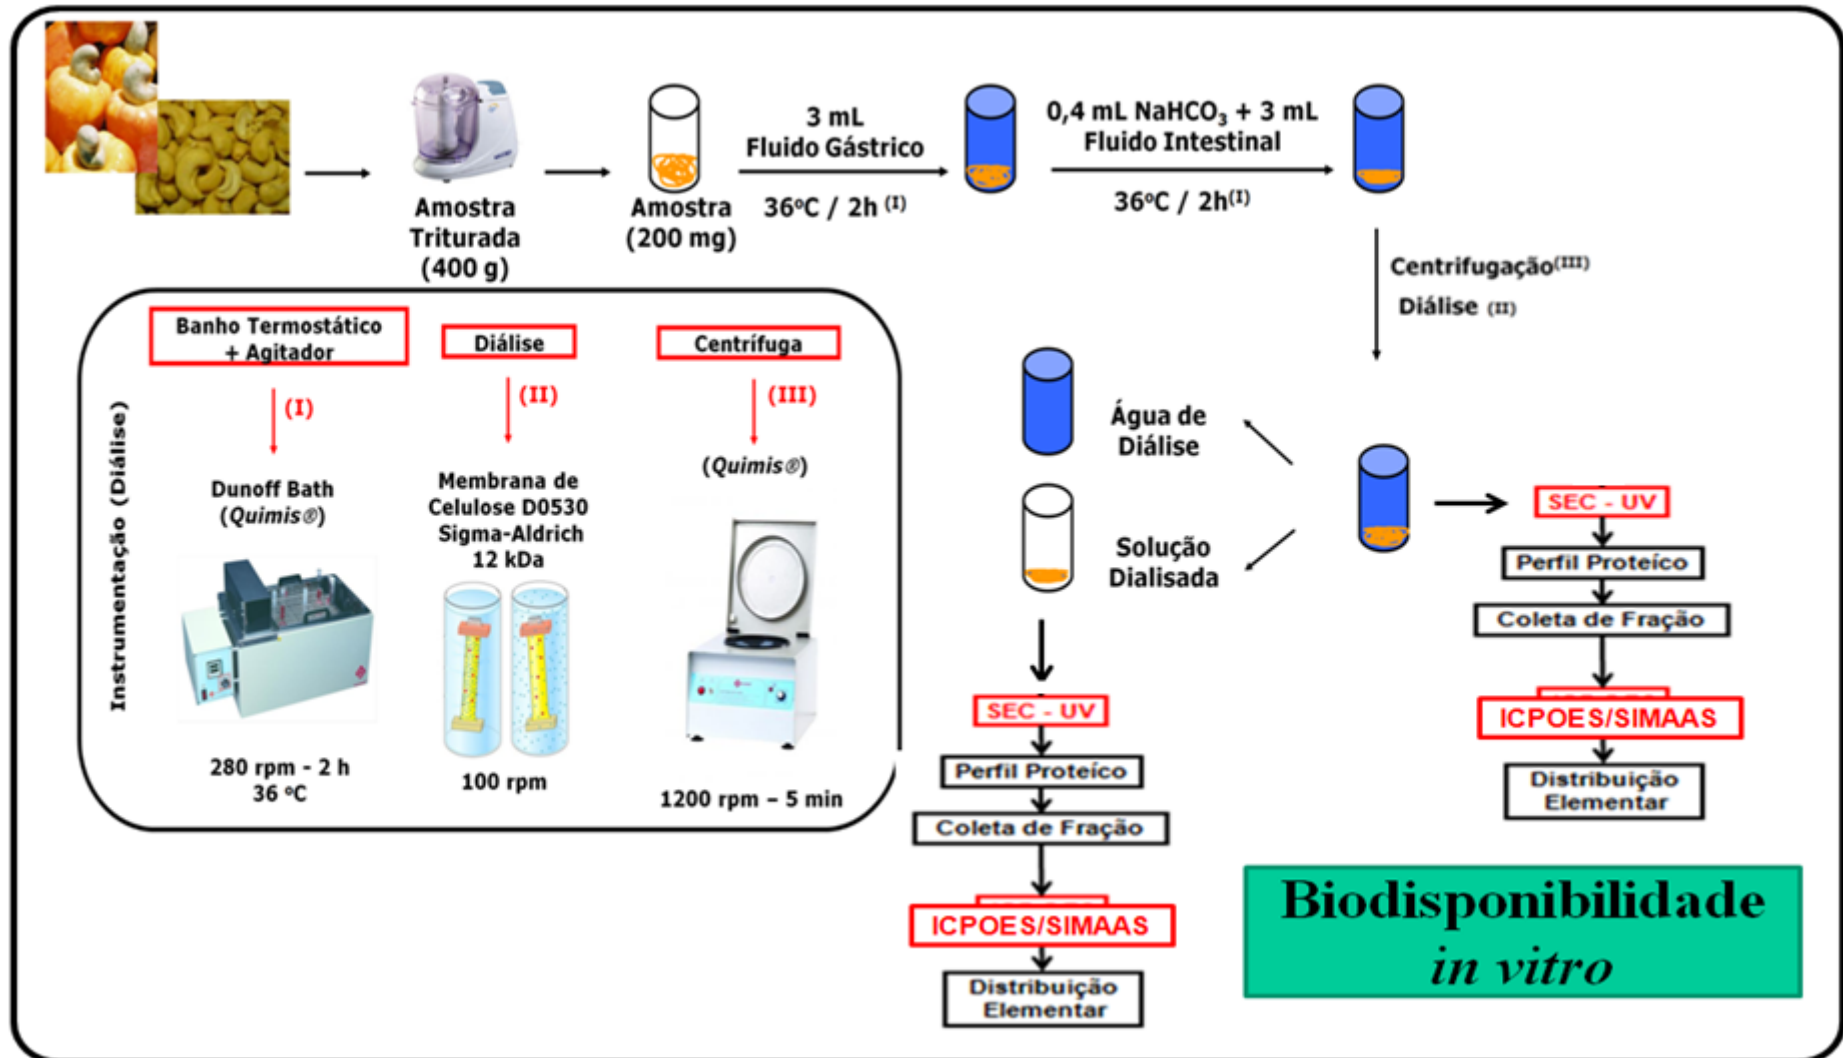 Amostra
Triturada
(400 g)
Amostra
(200 mg)
3 mL
Fluido Gástrico
36ºC / 2h (I)
0,4 mL NaHCO₃ + 3 mL
Fluido Intestinal
36ºC / 2h(I)
Centrifugação(III)
Diálise (II)
Instrumentação (Diálise)
Banho Termostático
+ Agitador
(I)
Dunoff Bath
(Quimis®)
280 rpm - 2 h
36 ºC
Diálise
(II)
Membrana de
Celulose D0530
Sigma-Aldrich
12 kDa
100 rpm
Centrífuga
(III)
(Quimis®)
1200 rpm – 5 min
Água de
Diálise
Solução
Dialisada
SEC - UV
Perfil Proteíco
Coleta de Fração
ICPOES/SIMAAS
Distribuição
Elementar
SEC - UV
Perfil Proteíco
Coleta de Fração
ICPOES/SIMAAS
Distribuição
Elementar
Biodisponibilidade
in vitro